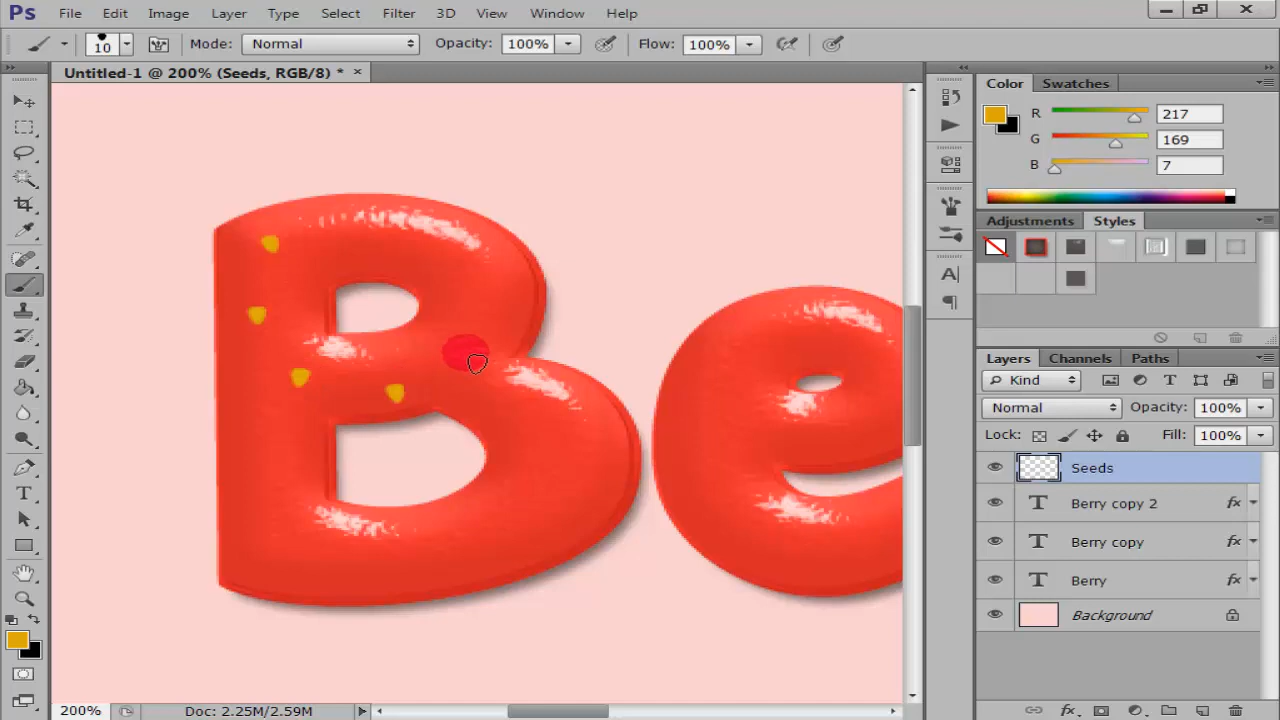 Ps File Edit Image Layer Type Select Filter 3D View Window Help
10 Mode: Normal Opacity: 100% Flow: 100%
Untitled-1 @ 200% (Seeds, RGB/8) * ×
Be
200% Doc: 2.25M/2.59M
Color Swatches
R 217
G 169
B 7
Adjustments Styles
Layers Channels Paths
Kind
Normal Opacity: 100%
Lock: Fill: 100%
Seeds
T Berry copy 2 fx
T Berry copy fx
T Berry fx
Background